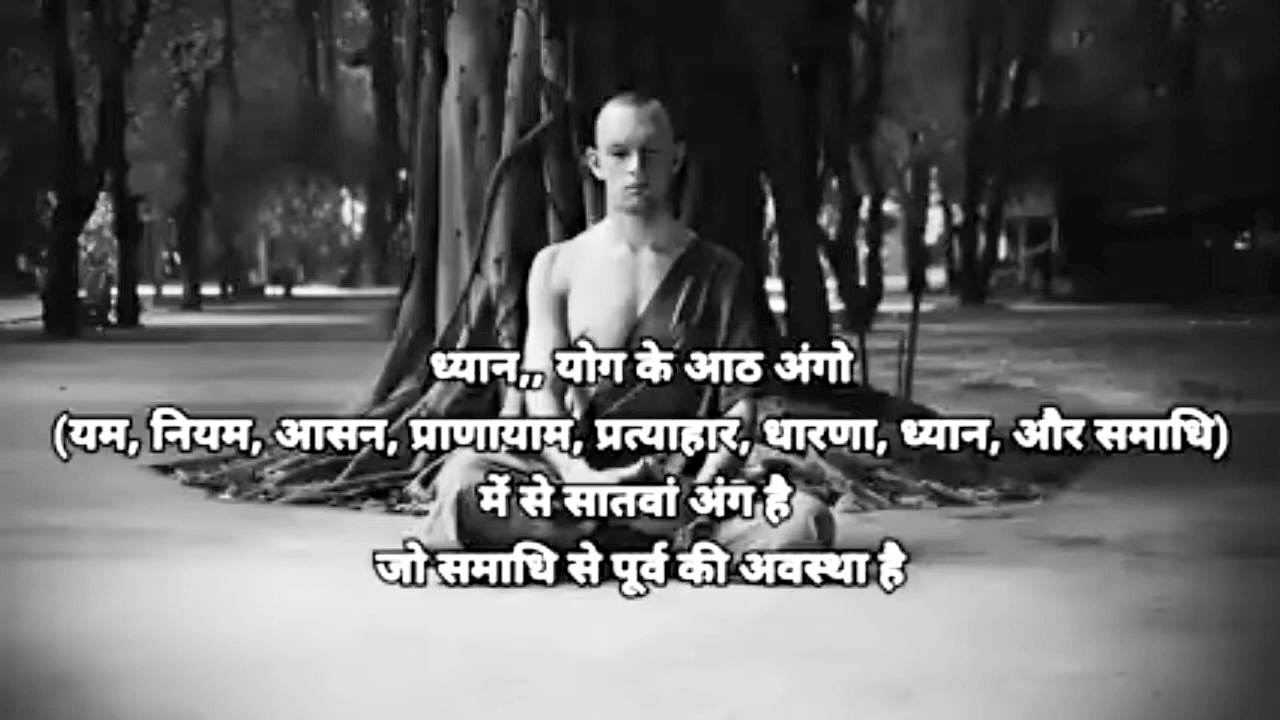 ध्यान,, योग के आठ अंगो
(यम, नियम, आसन, प्राणायाम, प्रत्याहार, धारणा, ध्यान, और समाधि)
में से सातवां अंग है
जो समाधि से पूर्व की अवस्था है